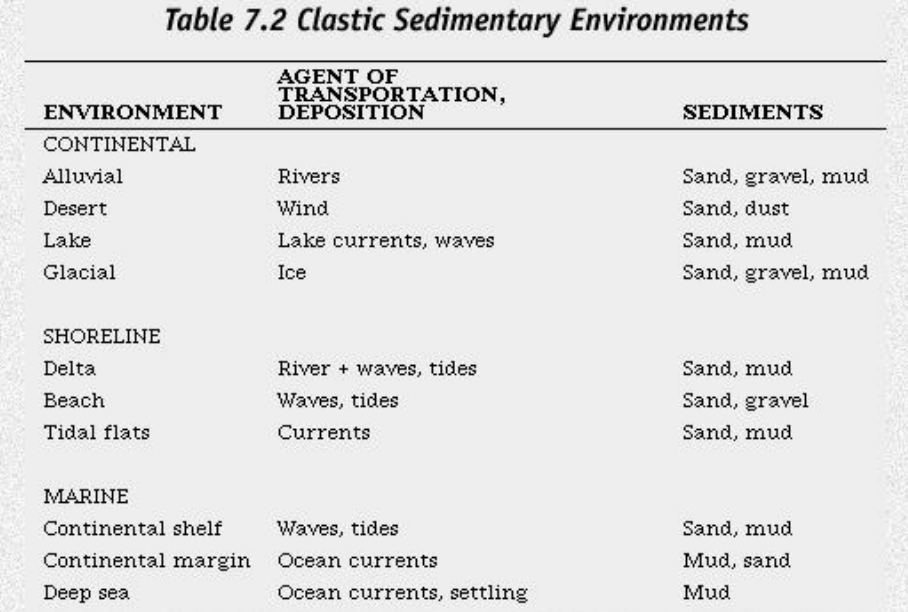 Table 7.2 Clastic Sedimentary Environments
ENVIRONMENT AGENT OF TRANSPORTATION, DEPOSITION SEDIMENTS
CONTINENTAL
Alluvial Rivers Sand, gravel, mud
Desert Wind Sand, dust
Lake Lake currents, waves Sand, mud
Glacial Ice Sand, gravel, mud
SHORELINE
Delta River + waves, tides Sand, mud
Beach Waves, tides Sand, gravel
Tidal flats Currents Sand, mud
MARINE
Continental shelf Waves, tides Sand, mud
Continental margin Ocean currents Mud, sand
Deep sea Ocean currents, settling Mud